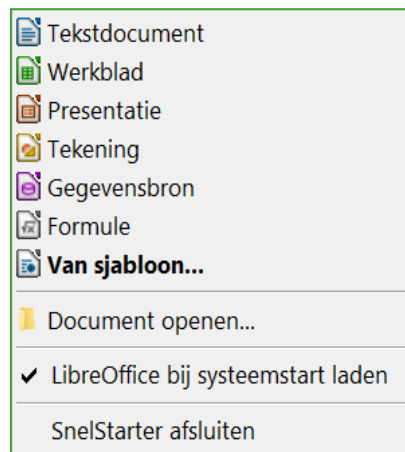 Tekstdocument
Werkblad
Presentatie
Tekening
Gegevensbron
Formule
Van sjabloon...
Document openen...
LibreOffice bij systeemstart laden
SnelStarter afsluiten